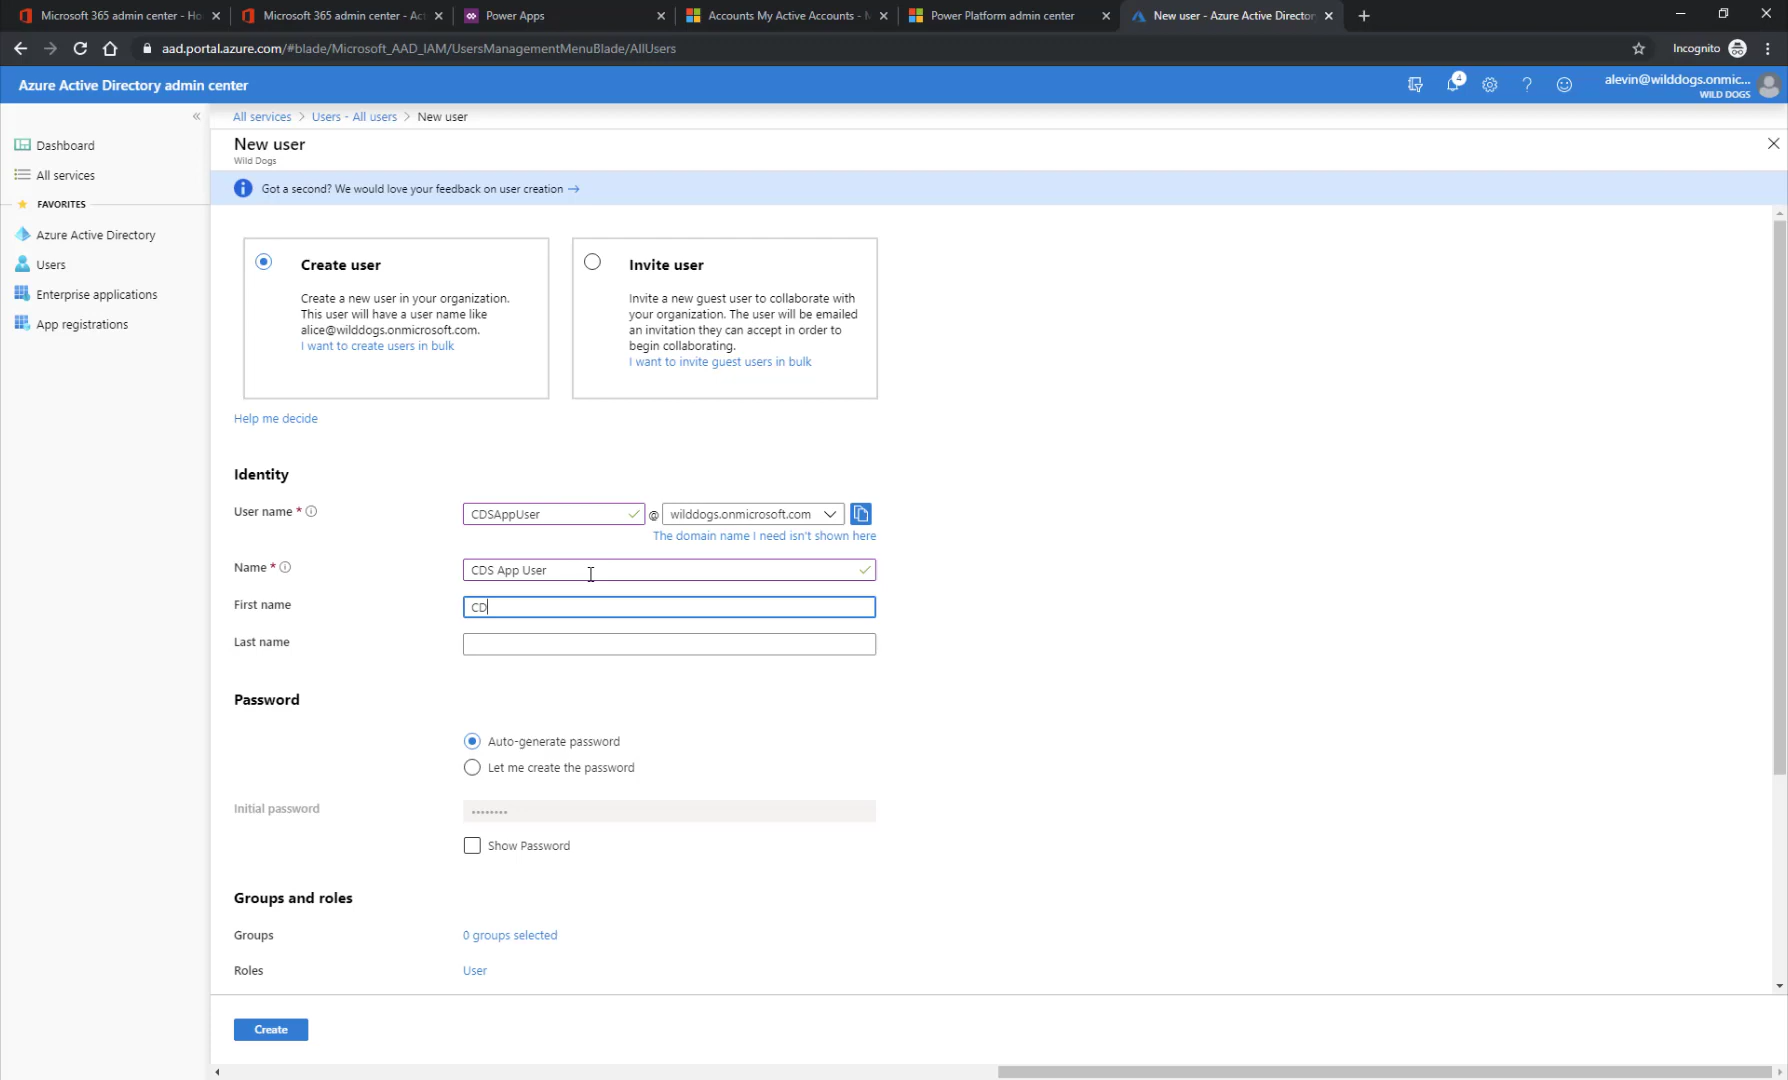 Microsoft 365 admin center - Ho
Microsoft 365 admin center - Act
Power Apps
Accounts My Active Accounts - M
Power Platform admin center
New user - Azure Active Director
aad.portal.azure.com/#blade/Microsoft_AAD_IAM/UsersManagementMenuBlade/AllUsers
Incognito
Azure Active Directory admin center
4
alevin@wilddogs.onmic...
WILD DOGS
Dashboard
All services
FAVORITES
Azure Active Directory
Users
Enterprise applications
App registrations
All services > Users - All users > New user
New user
Wild Dogs
Got a second? We would love your feedback on user creation →
Create user
Create a new user in your organization.
This user will have a user name like
alice@wilddogs.onmicrosoft.com.
I want to create users in bulk
Invite user
Invite a new guest user to collaborate with
your organization. The user will be emailed
an invitation they can accept in order to
begin collaborating.
I want to invite guest users in bulk
Help me decide
Identity
User name *
CDSAppUser
@
wilddogs.onmicrosoft.com
The domain name I need isn't shown here
Name *
CDS App User
First name
CD
Last name
Password
Auto-generate password
Let me create the password
Initial password
••••••••
Show Password
Groups and roles
Groups
0 groups selected
Roles
User
Create